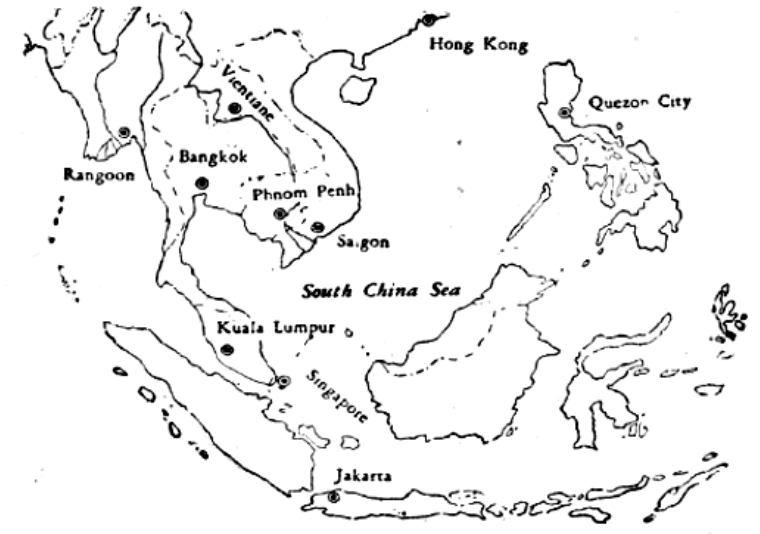 Hong Kong
Quezon City
Vientiane
Bangkok
Rangoon
Phnom Penh
Saigon
South China Sea
Kuala Lumpur
Singapore
Jakarta